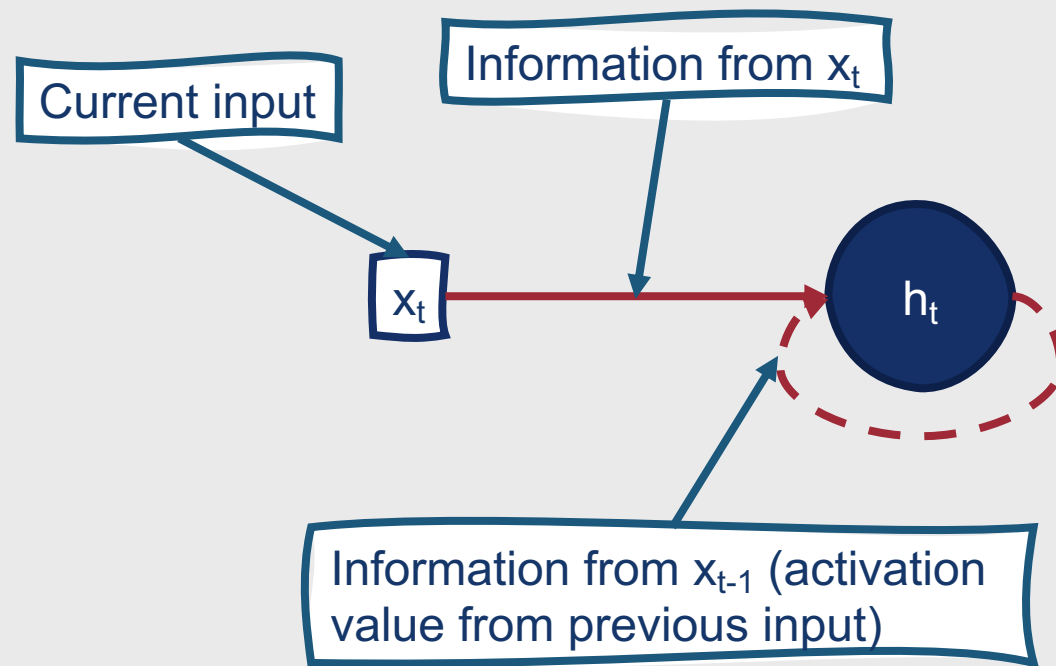 Information from xₜ
Current input
xₜ
hₜ
Information from xₜ₋₁ (activation
value from previous input)